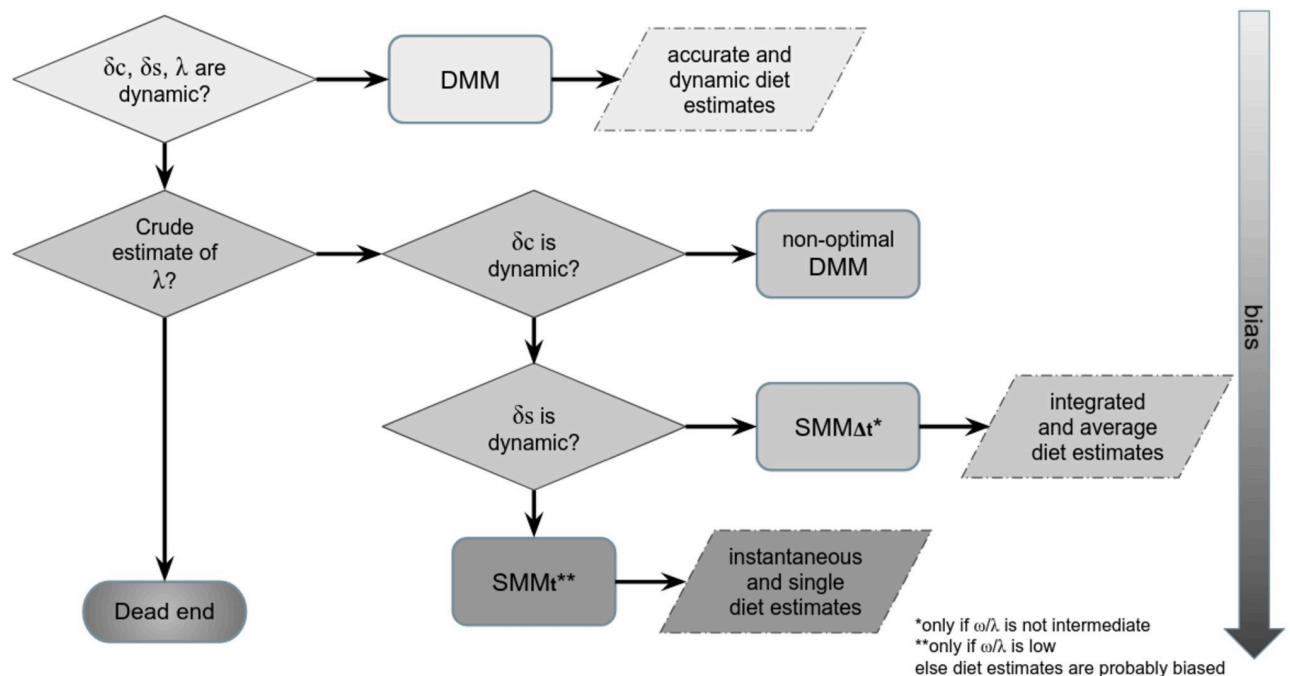 δc, δs, λ are
dynamic?
DMM
accurate and
dynamic diet
estimates
Crude
estimate of
λ?
δc is
dynamic?
non-optimal
DMM
bias
δs is
dynamic?
SMMΔt*
integrated
and average
diet estimates
SMMt**
instantaneous
and single
diet estimates
Dead end
*only if ω/λ is not intermediate
**only if ω/λ is low
else diet estimates are probably biased